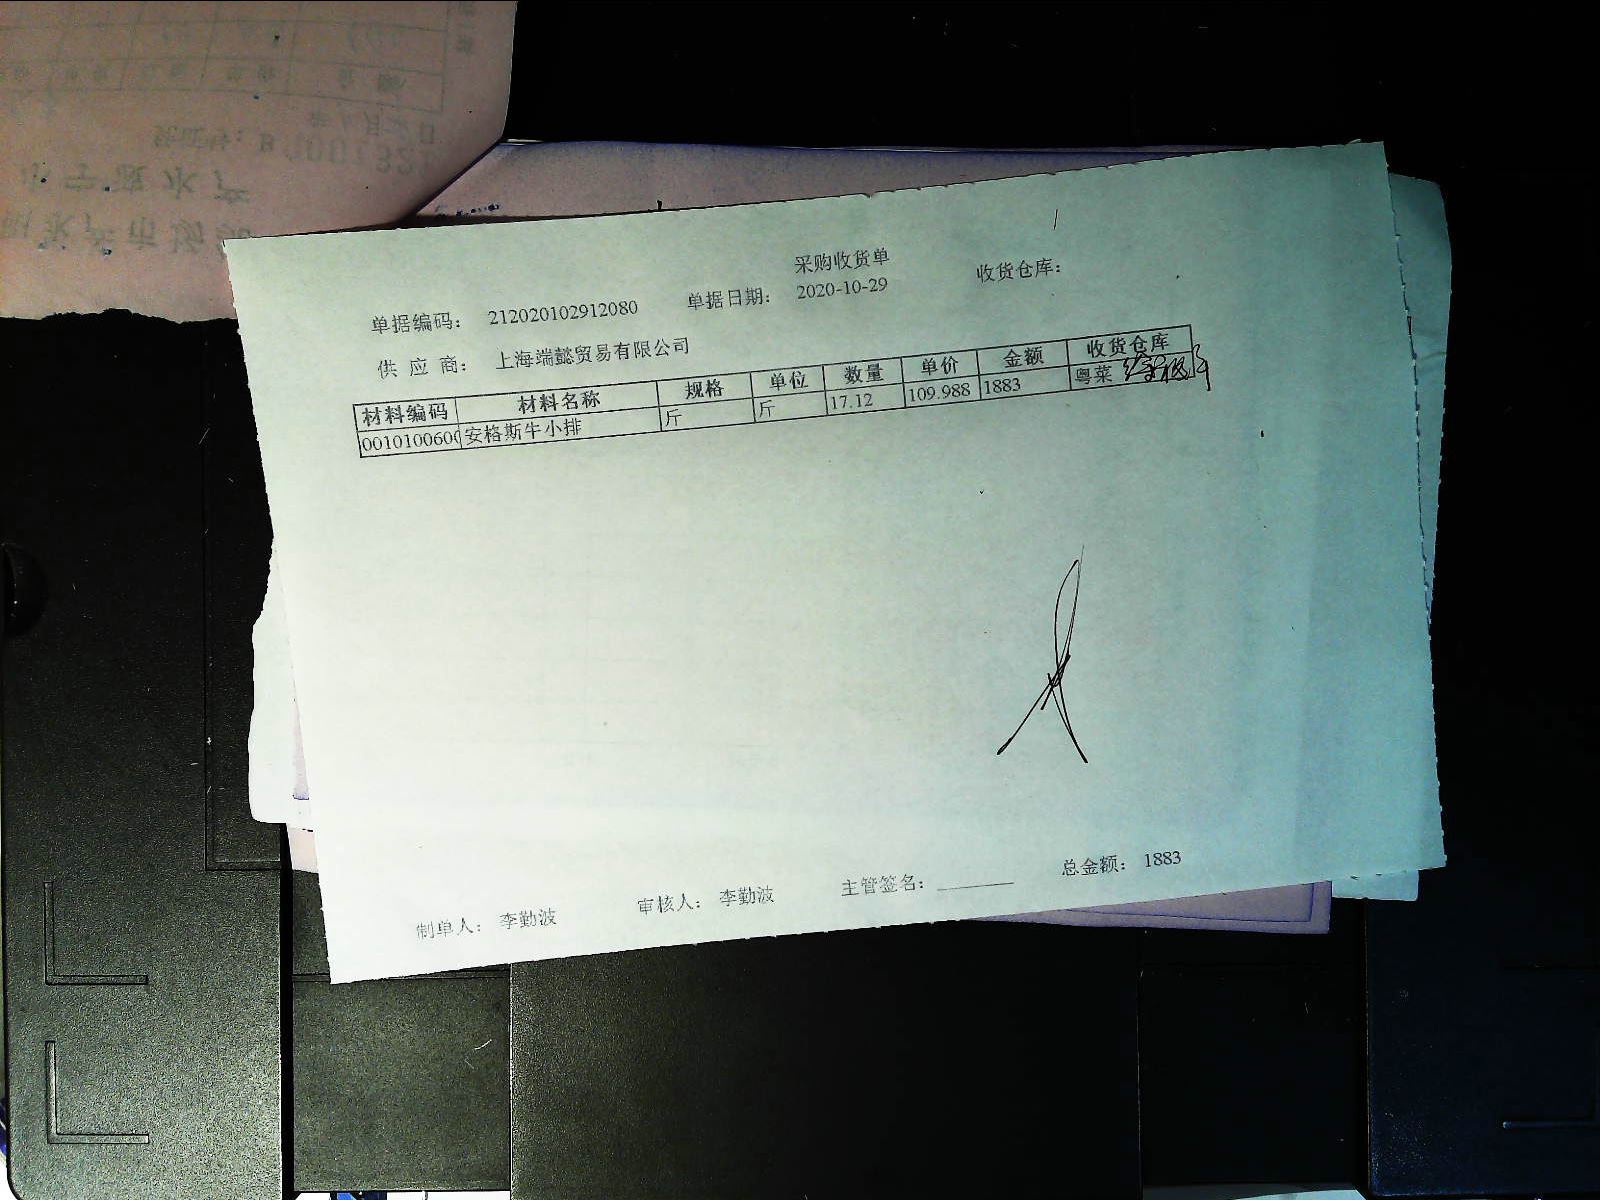 采购收货单
单据编码： 212020102912080 单据日期： 2020-10-29 收货仓库：
供 应 商： 上海端懿贸易有限公司
材料编码 材料名称 规格 单位 数量 单价 金额 收货仓库
001010060 安格斯牛小排 斤 斤 17.12 109.988 1883 粤菜
制单人： 李勤波 审核人： 李勤波 主管签名： 总金额： 1883